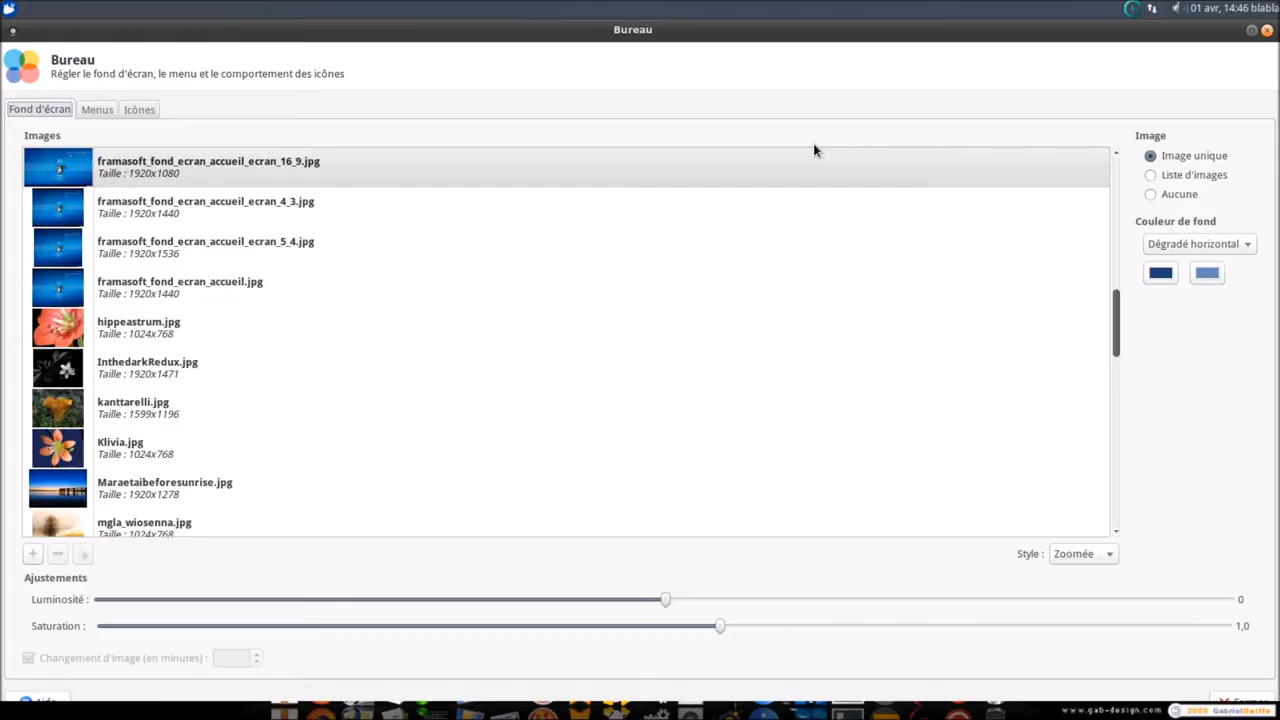 01 avr, 14:46 blabla
Bureau
Bureau
Régler le fond d'écran, le menu et le comportement des icônes
Fond d'écran
Menus
Icônes
Images
framasoft_fond_ecran_accueil_ecran_16_9.jpg
Taille : 1920x1080
framasoft_fond_ecran_accueil_ecran_4_3.jpg
Taille : 1920x1440
framasoft_fond_ecran_accueil_ecran_5_4.jpg
Taille : 1920x1536
framasoft_fond_ecran_accueil.jpg
Taille : 1920x1440
hippeastrum.jpg
Taille : 1024x768
InthedarkRedux.jpg
Taille : 1920x1471
kanttarelli.jpg
Taille : 1599x1196
Klivia.jpg
Taille : 1024x768
Maraetaibeforesunrise.jpg
Taille : 1920x1278
mgla_wiosenna.jpg
Taille : 1024x768
Image
Image unique
Liste d'images
Aucune
Couleur de fond
Dégradé horizontal
Style :
Zoomée
Ajustements
Luminosité :
0
Saturation :
1,0
Changement d'image (en minutes) :
www.gab-design.com